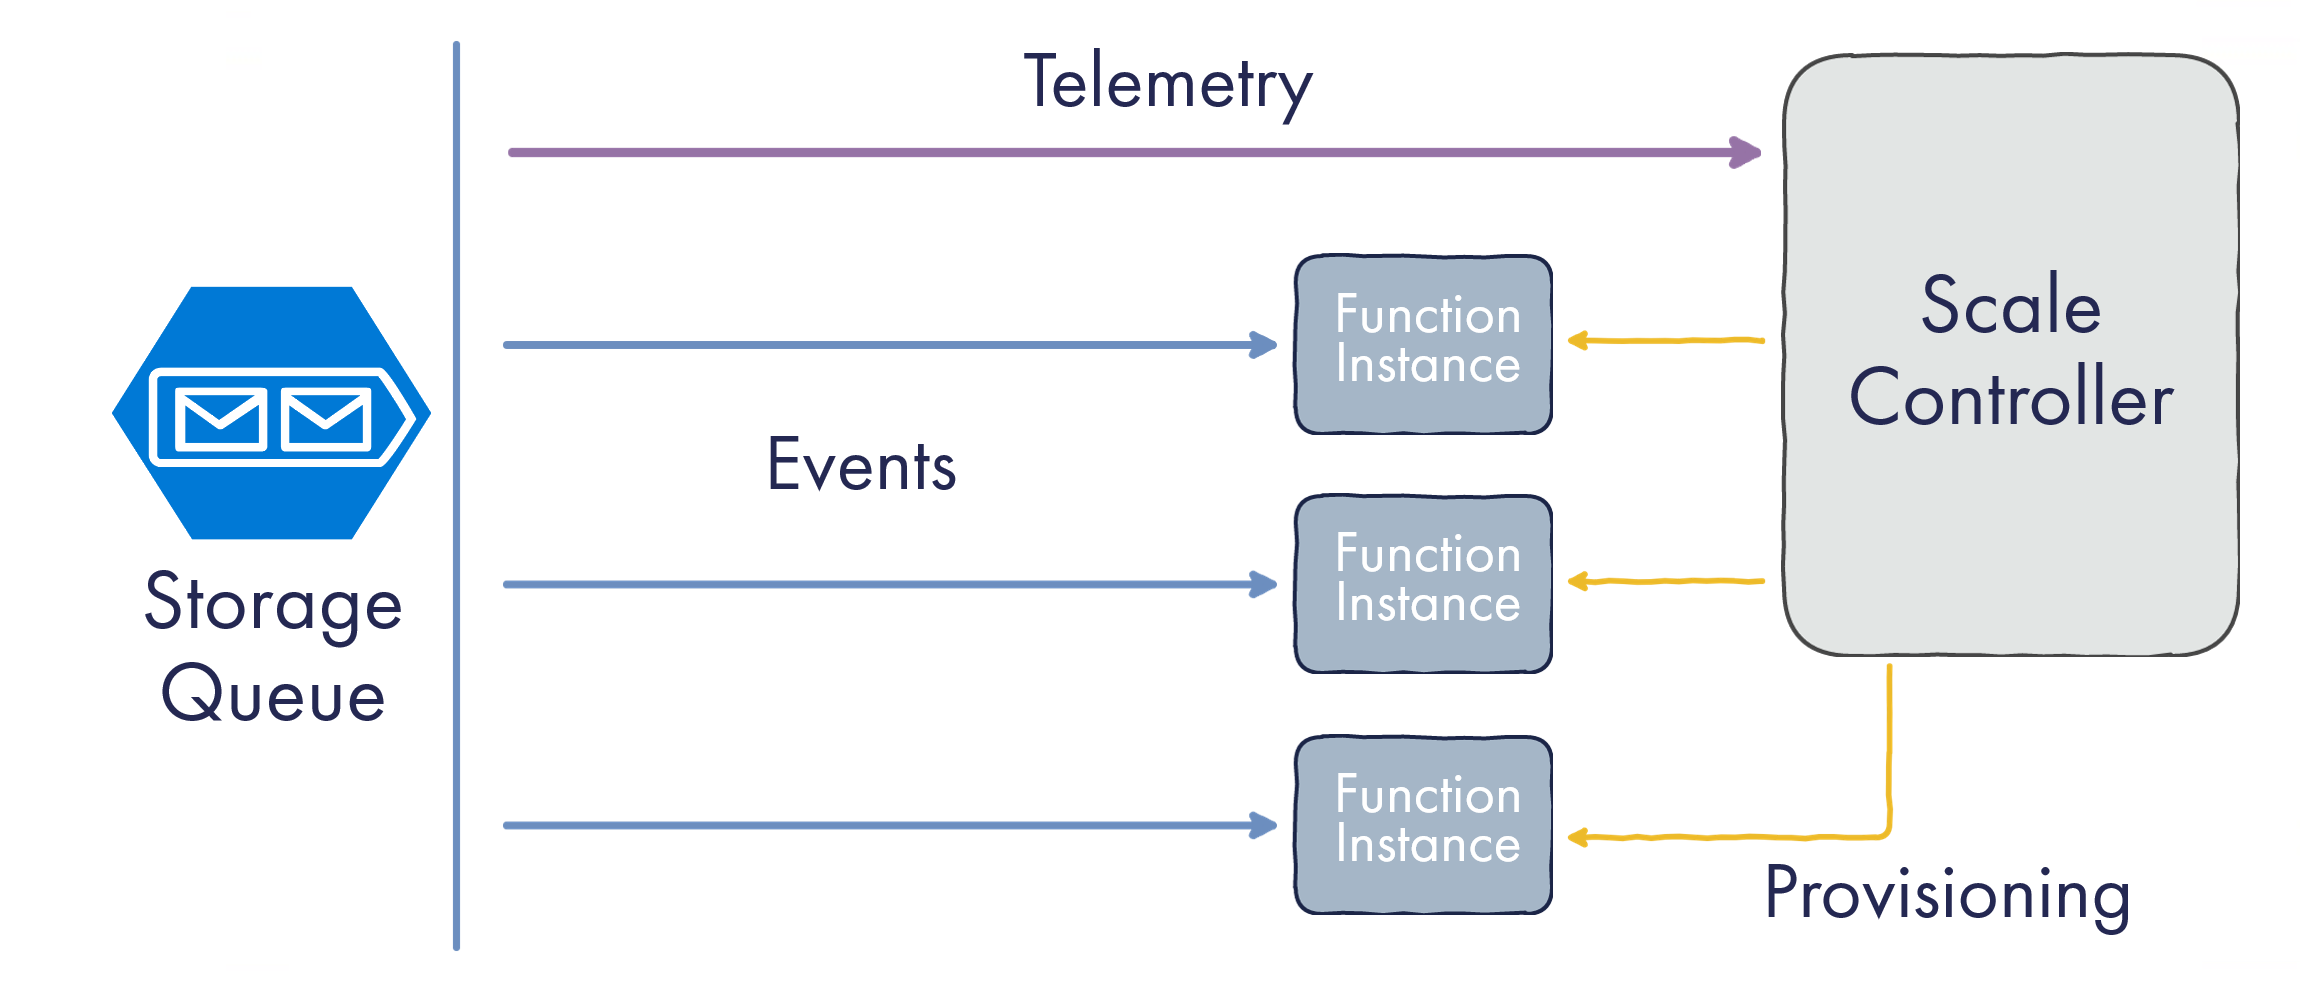 Telemetry
Scale
Controller
Function
Instance
Events
Function
Instance
Storage
Queue
Function
Instance
Provisioning